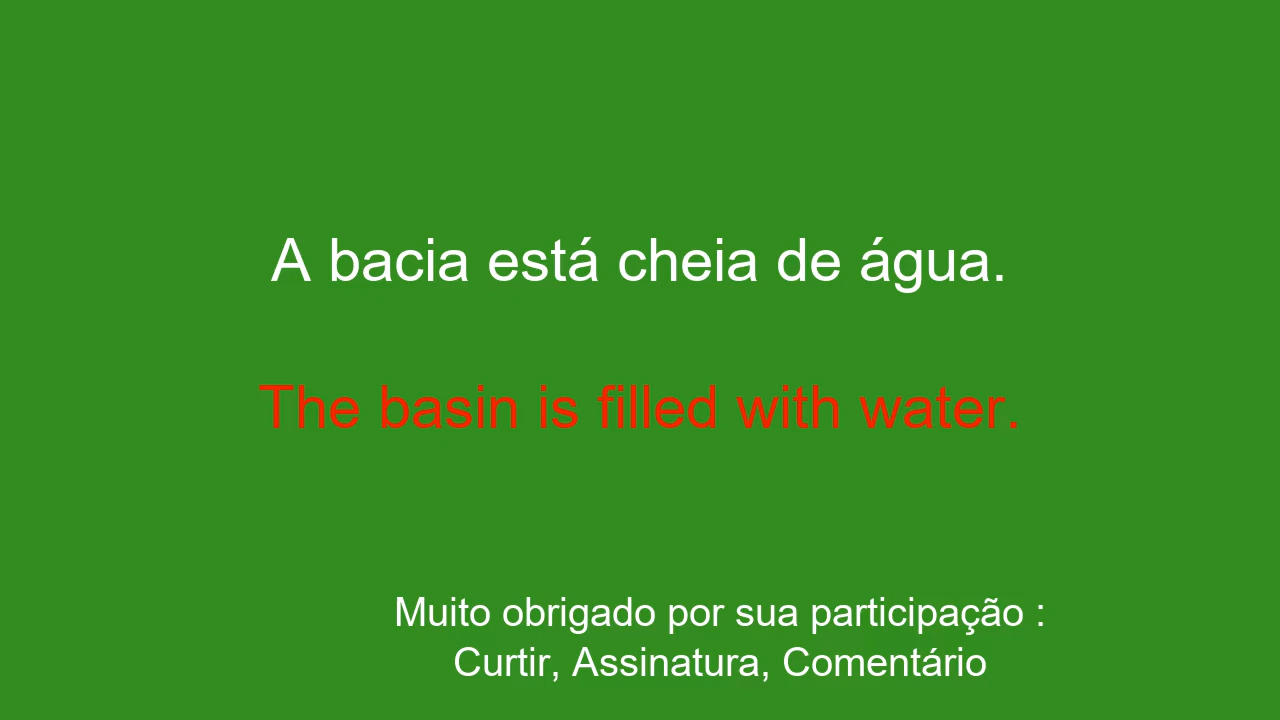 A bacia está cheia de água.
The basin is filled with water.
Muito obrigado por sua participação :
Curtir, Assinatura, Comentário